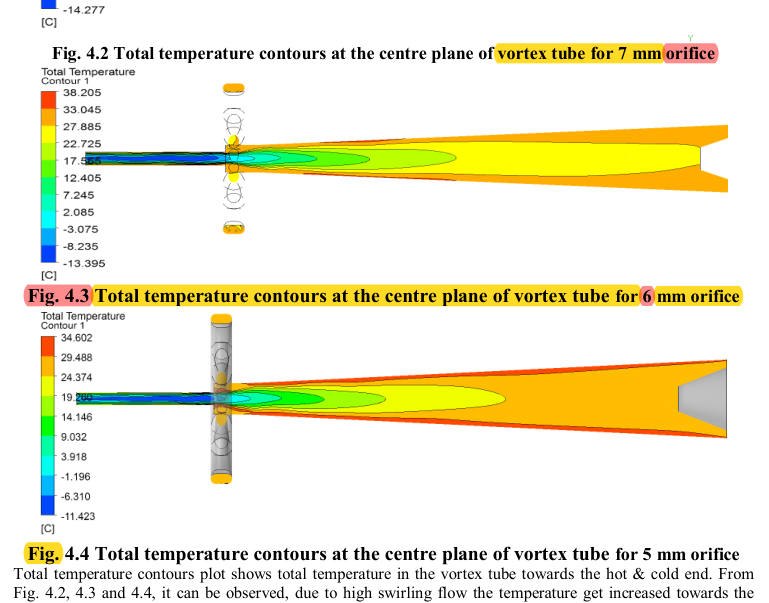 -14.277
[C]
Y
Fig. 4.2 Total temperature contours at the centre plane of vortex tube for 7 mm orifice
Total Temperature
Contour 1
38.205
33.045
27.885
22.725
17.565
12.405
7.245
2.085
-3.075
-8.235
-13.395
[C]
Fig. 4.3 Total temperature contours at the centre plane of vortex tube for 6 mm orifice
Total Temperature
Contour 1
34.602
29.488
24.374
19.260
14.146
9.032
3.918
-1.196
-6.310
-11.423
[C]
Fig. 4.4 Total temperature contours at the centre plane of vortex tube for 5 mm orifice
Total temperature contours plot shows total temperature in the vortex tube towards the hot & cold end. From
Fig. 4.2, 4.3 and 4.4, it can be observed, due to high swirling flow the temperature get increased towards the